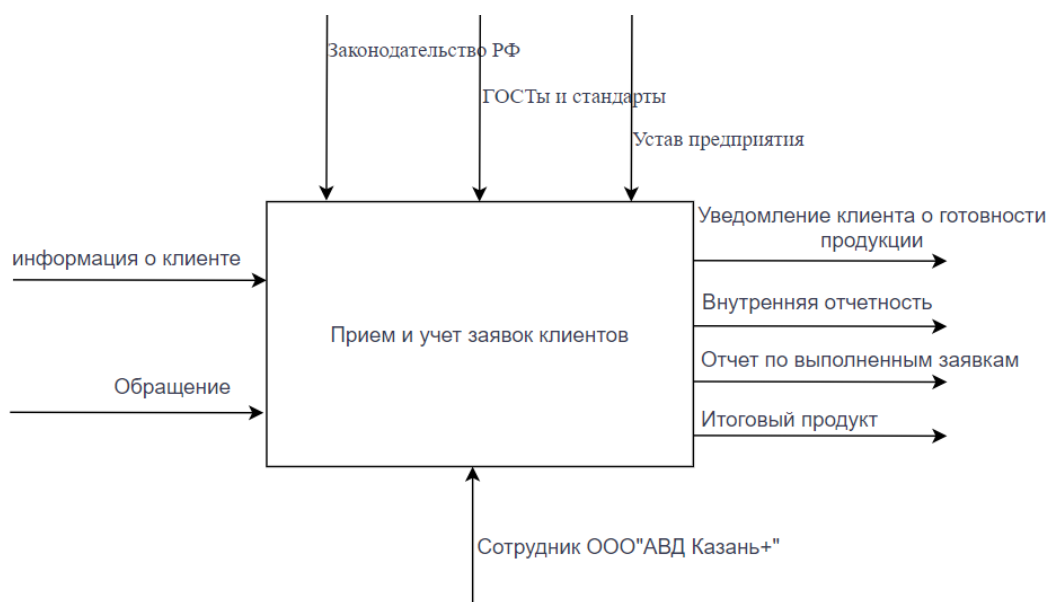 Законодательство РФ
ГОСТы и стандарты
Устав предприятия
Уведомление клиента о готовности
продукции
информация о клиенте
Внутренняя отчетность
Прием и учет заявок клиентов
Отчет по выполненным заявкам
Обращение
Итоговый продукт
Сотрудник ООО"АВД Казань+"